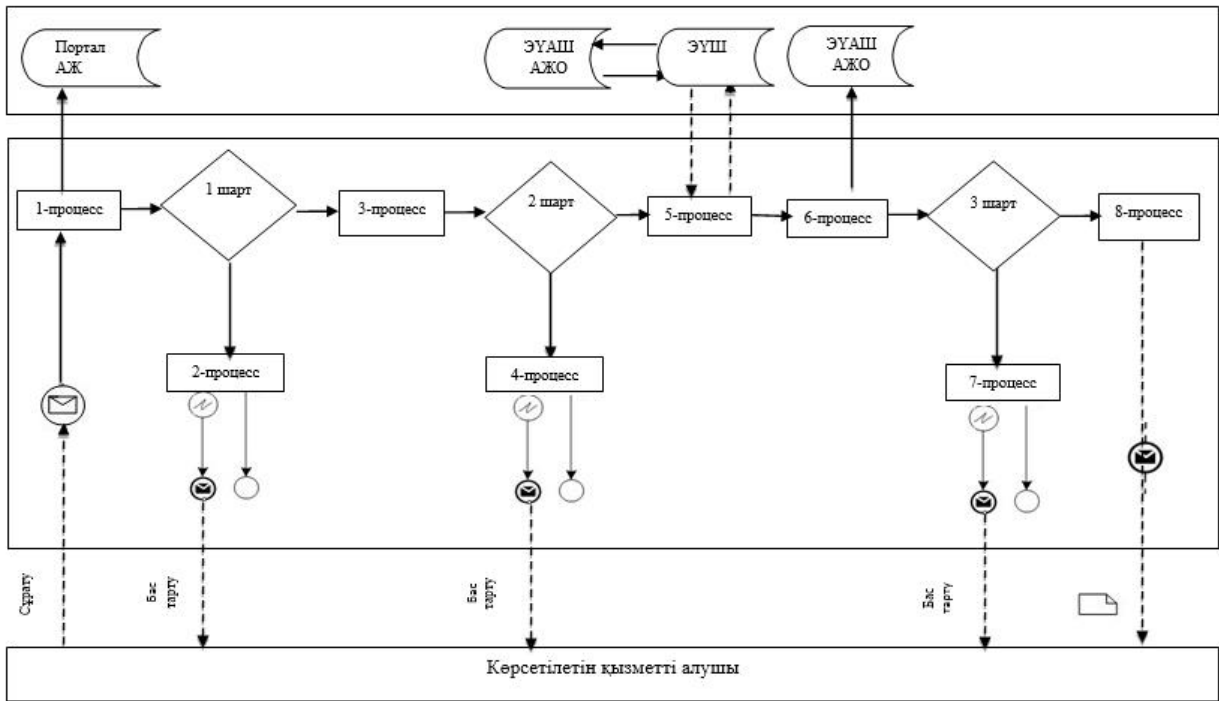 Портал
АЖ
ЭҮАШ
АЖО
ЭҮШ
ЭҮАШ
АЖО
1-процесс
1 шарт
3-процесс
2 шарт
5-процесс
6-процесс
3 шарт
8-процесс
2-процесс
4-процесс
7-процесс
Сұрату
Бас
тарту
Бас
тарту
Бас
тарту
Көрсетілетін қызметті алушы